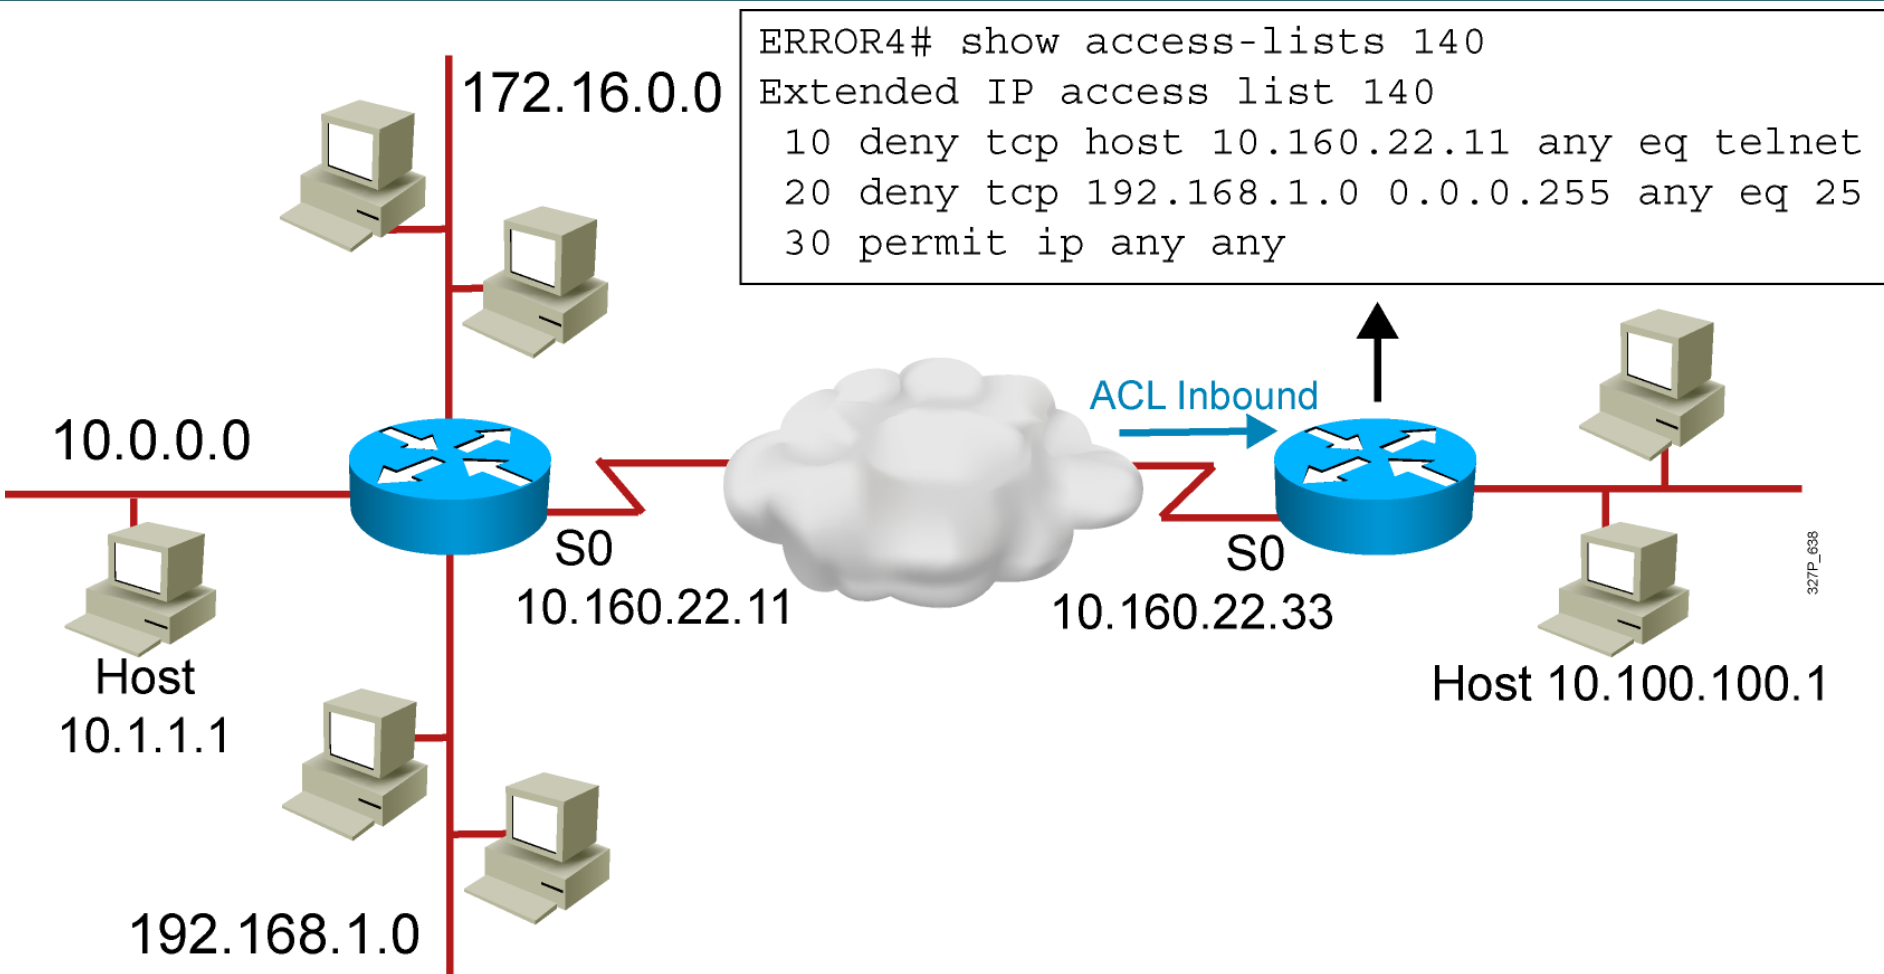 ERROR4# show access-lists 140
Extended IP access list 140
10 deny tcp host 10.160.22.11 any eq telnet
20 deny tcp 192.168.1.0 0.0.0.255 any eq 25
30 permit ip any any
172.16.0.0
ACL Inbound
10.0.0.0
S0
10.160.22.11
S0
10.160.22.33
327P_638
Host
10.1.1.1
Host 10.100.100.1
192.168.1.0